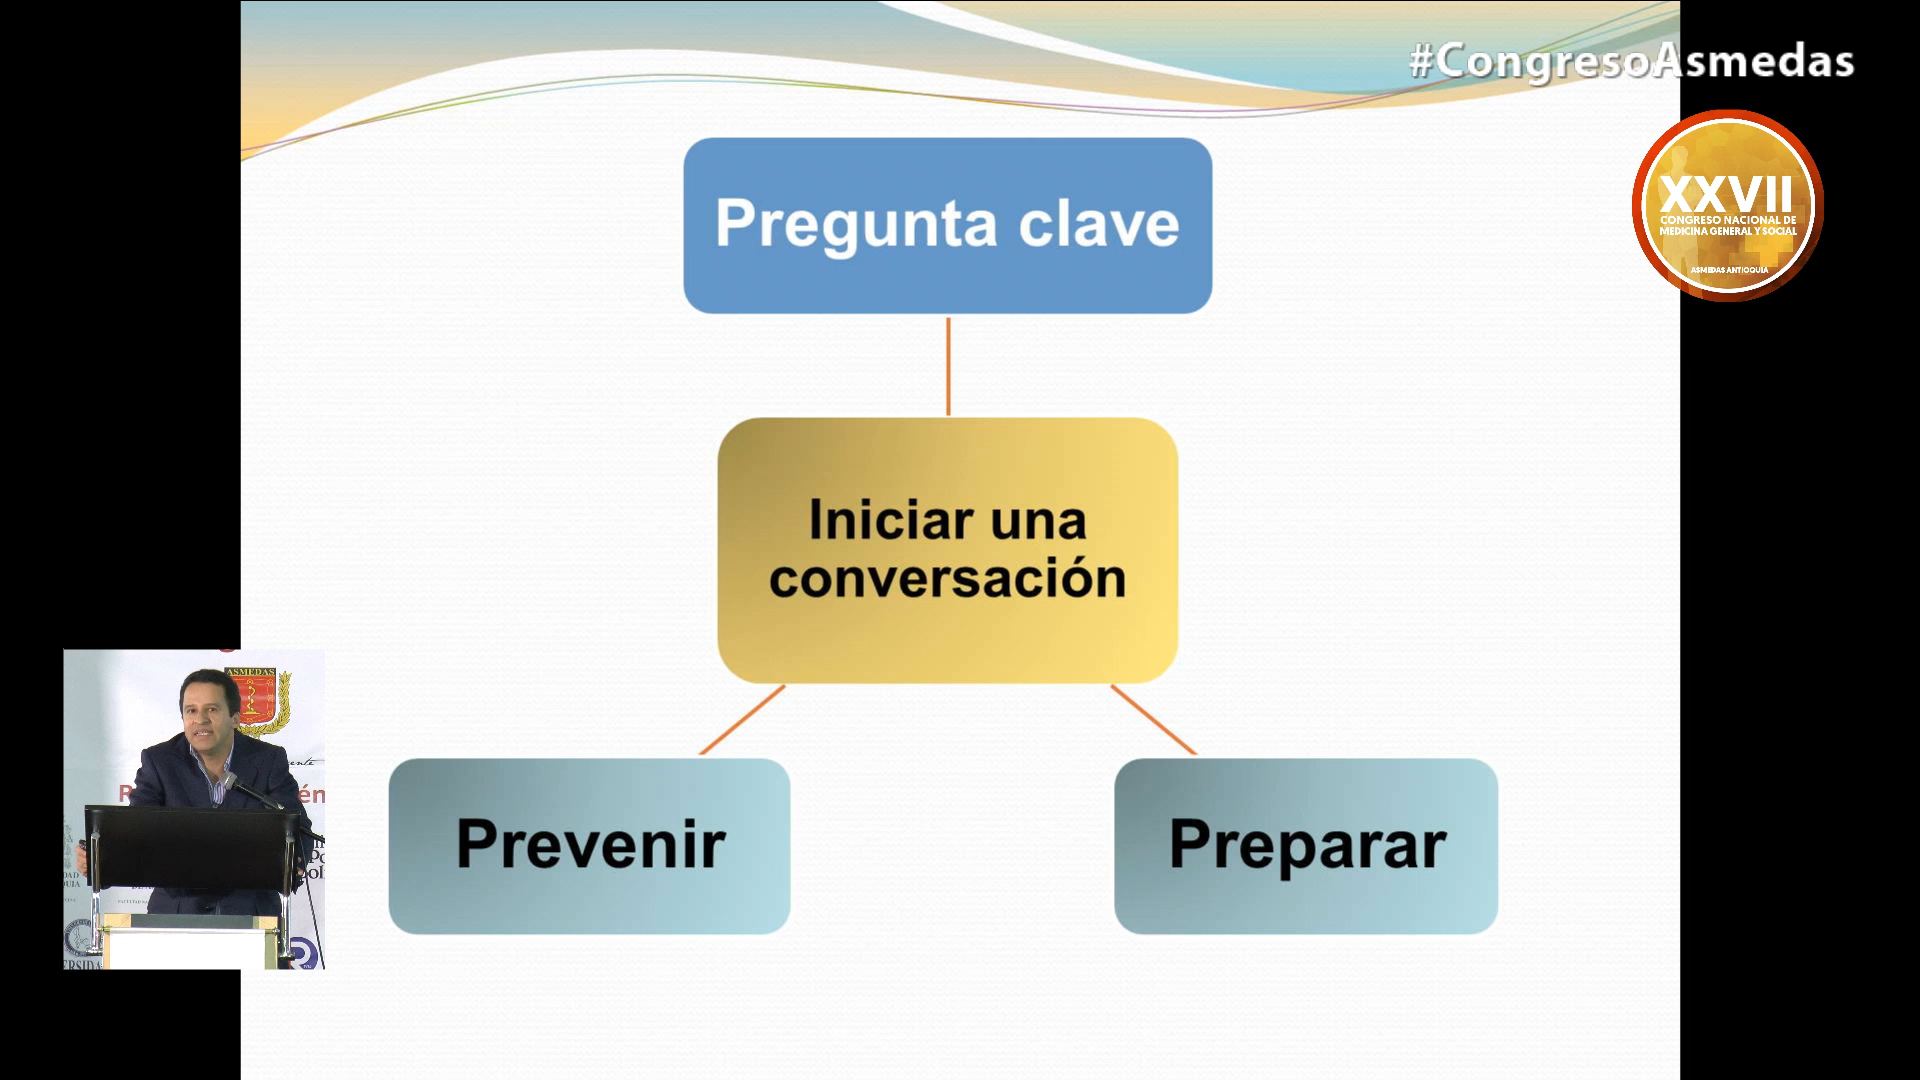 #CongresoAsmedas
XXVII
CONGRESO NACIONAL DE
MEDICINA GENERAL Y SOCIAL
ASMEDAS ANTIOQUIA
Pregunta clave
Iniciar una
conversación
Prevenir
Preparar
ASMEDAS